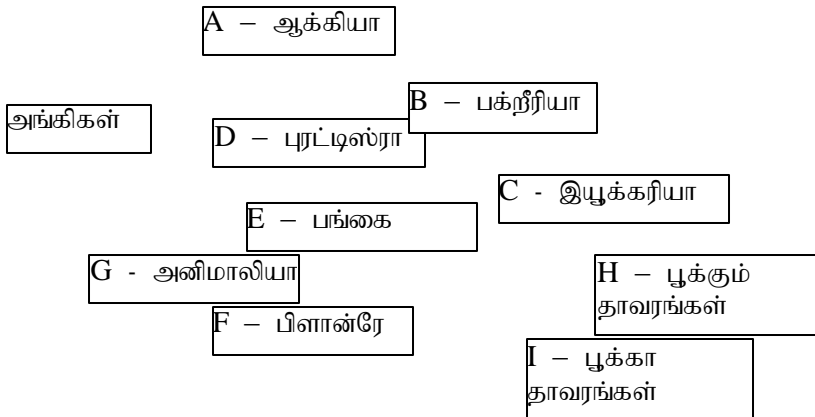 A – ஆக்கியா
B – பக்றீரியா
அங்கிகள்
D – புரட்டிஸ்ரா
C - இயூக்கரியா
E – பங்கை
G - அனிமாலியா
H – பூக்கும்
தாவரங்கள்
F – பிளான்ரே
I – பூக்கா
தாவரங்கள்